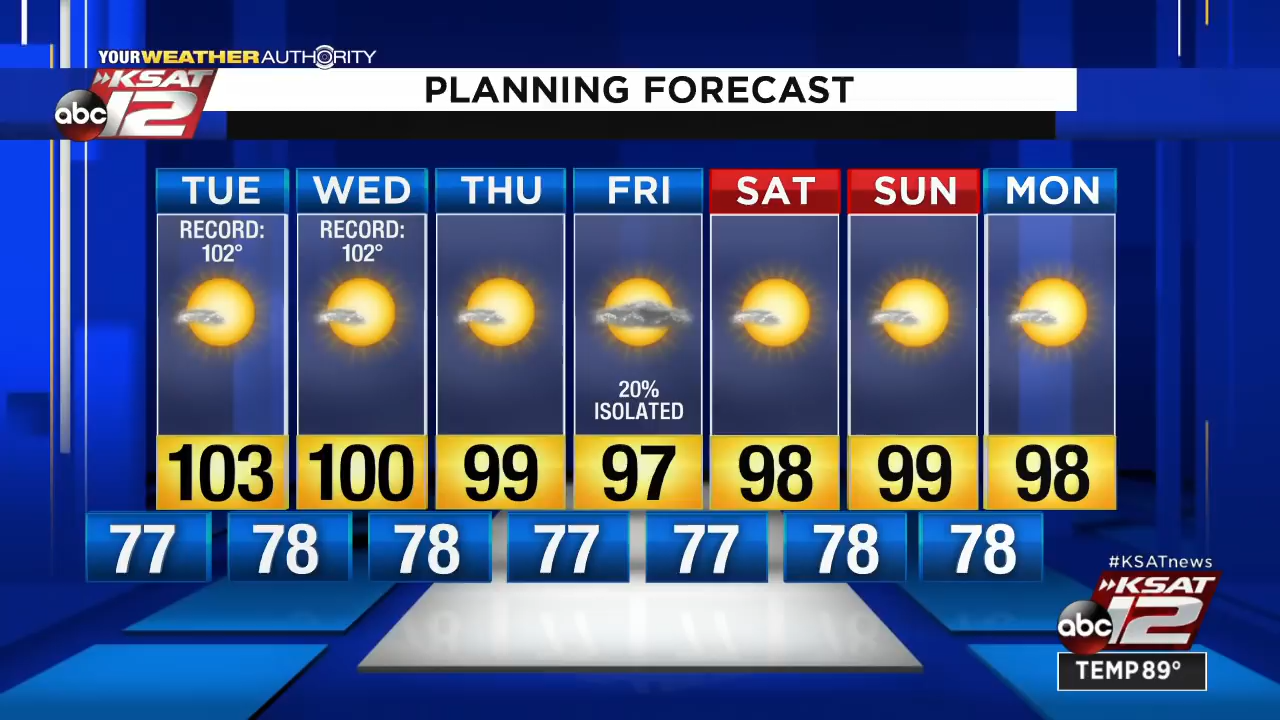 YOURWEATHERAUTHORITY
KSAT
abc 12
PLANNING FORECAST
TUE WED THU FRI SAT SUN MON
RECORD: RECORD:
102° 102°
20%
ISOLATED
103 100 99 97 98 99 98
77 78 78 77 77 78 78
#KSATnews
KSAT
abc 12
TEMP 89°